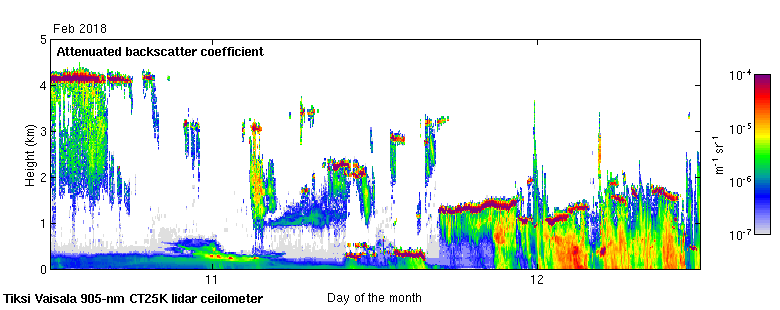 Feb 2018
Attenuated backscatter coefficient
5
4
3
2
1
0
Height (km)
11
12
Day of the month
10⁻⁴
10⁻⁵
10⁻⁶
10⁻⁷
m⁻¹ sr⁻¹
Tiksi Vaisala 905-nm CT25K lidar ceilometer